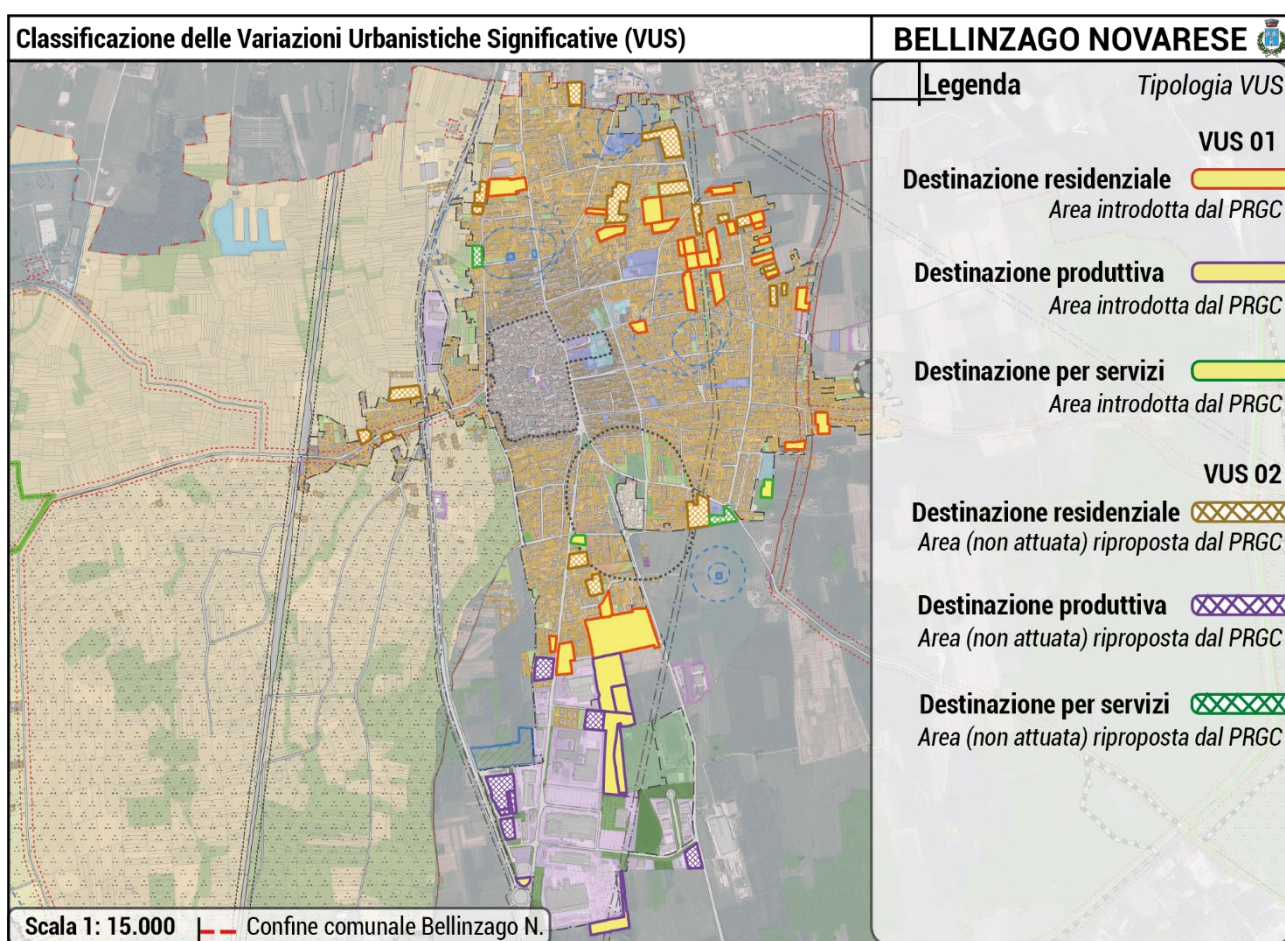 Classificazione delle Variazioni Urbanistiche Significative (VUS)
BELLINZAGO NOVARESE
Legenda
Tipologia VUS
VUS 01
Destinazione residenziale
Area introdotta dal PRGC
Destinazione produttiva
Area introdotta dal PRGC
Destinazione per servizi
Area introdotta dal PRGC
VUS 02
Destinazione residenziale
Area (non attuata) riproposta dal PRGC
Destinazione produttiva
Area (non attuata) riproposta dal PRGC
Destinazione per servizi
Area (non attuata) riproposta dal PRGC
Scala 1: 15.000
Confine comunale Bellinzago N.